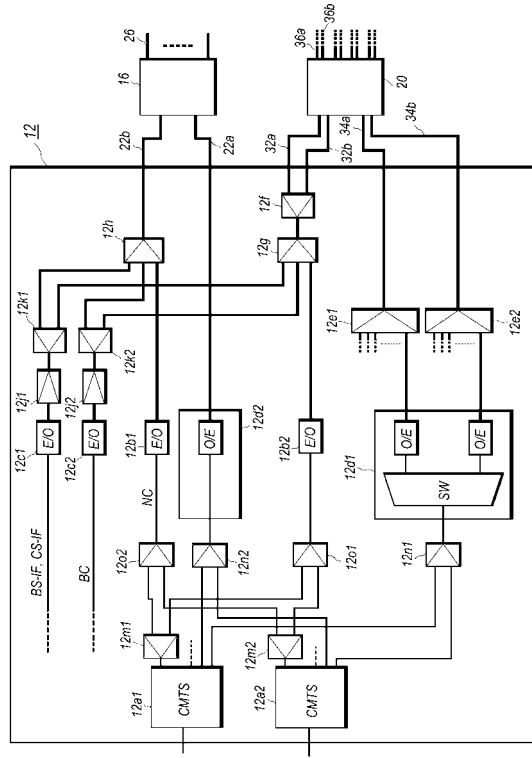 12
26
16
22b
22a
36a
36b
20
32a
32b
34a
34b
12f
12h
12g
12k1
12k2
12j1
12j2
12c1
E/O
12c2
E/O
BS-IF, CS-IF
BC
12b1
E/O
NC
12d2
O/E
12b2
E/O
12e1
12e2
12d1
O/E
O/E
SW
12o2
12n2
12o1
12n1
12m1
12m2
12a1
CMTS
12a2
CMTS